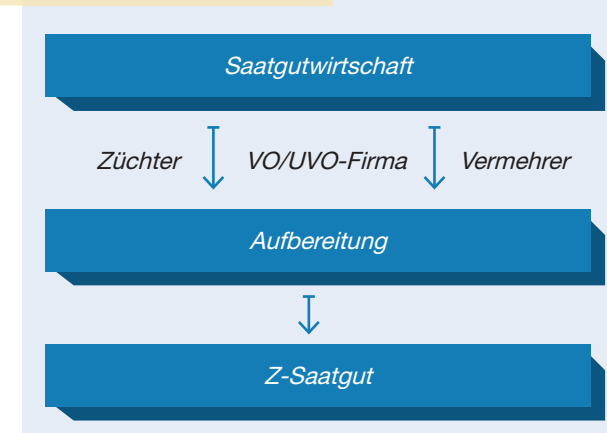 Saatgutwirtschaft
Züchter VO/UVO-Firma Vermehrer
Aufbereitung
Z-Saatgut